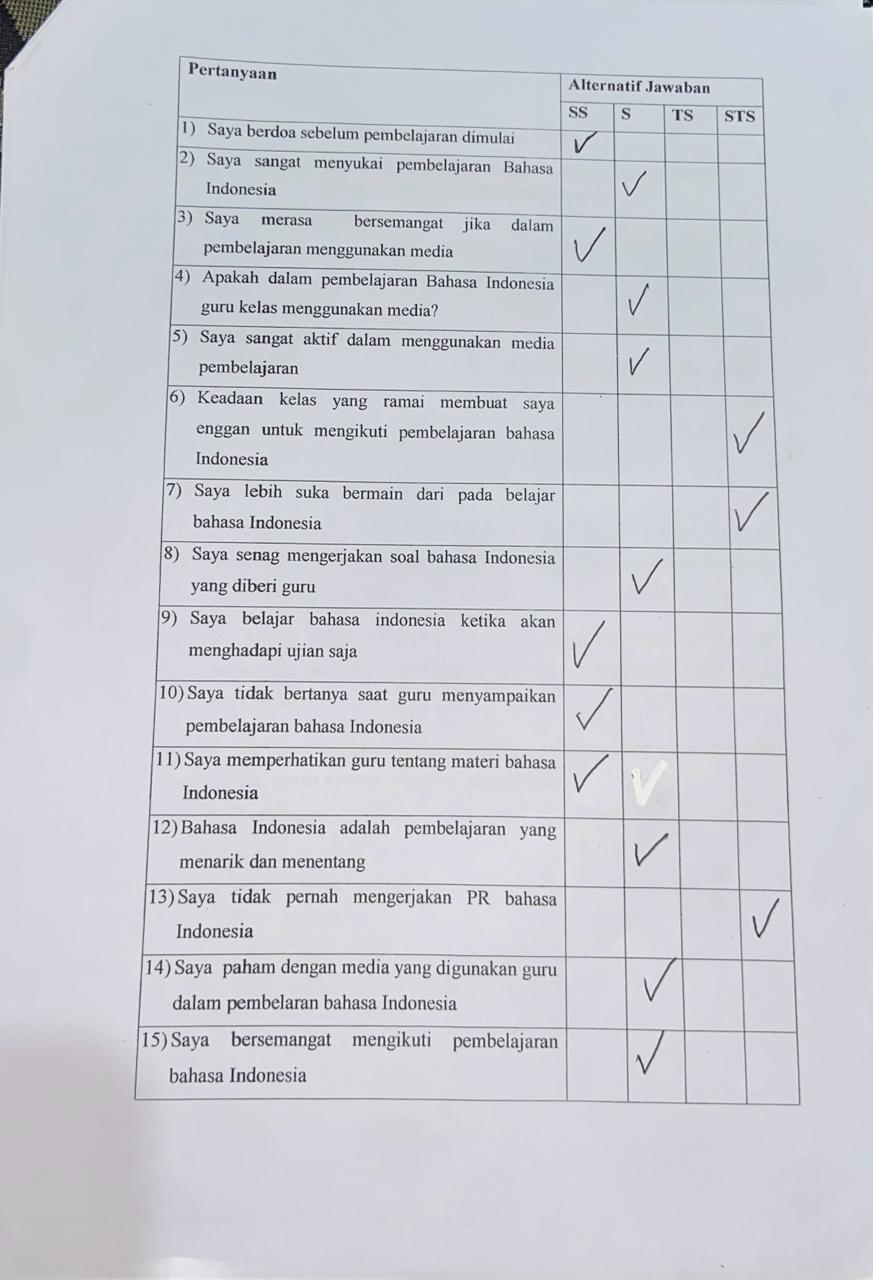 Pertanyaan
Alternatif Jawaban
SS S TS STS
1) Saya berdoa sebelum pembelajaran dimulai ✓
2) Saya sangat menyukai pembelajaran Bahasa
Indonesia ✓
3) Saya merasa bersemangat jika dalam
pembelajaran menggunakan media ✓
4) Apakah dalam pembelajaran Bahasa Indonesia
guru kelas menggunakan media? ✓
5) Saya sangat aktif dalam menggunakan media
pembelajaran ✓
6) Keadaan kelas yang ramai membuat saya
enggan untuk mengikuti pembelajaran bahasa ✓
Indonesia
7) Saya lebih suka bermain dari pada belajar
bahasa Indonesia ✓
8) Saya senag mengerjakan soal bahasa Indonesia
yang diberi guru ✓
9) Saya belajar bahasa indonesia ketika akan
menghadapi ujian saja ✓
10) Saya tidak bertanya saat guru menyampaikan
pembelajaran bahasa Indonesia ✓
11) Saya memperhatikan guru tentang materi bahasa
Indonesia ✓
12) Bahasa Indonesia adalah pembelajaran yang
menarik dan menentang ✓
13) Saya tidak pernah mengerjakan PR bahasa
Indonesia ✓
14) Saya paham dengan media yang digunakan guru
dalam pembelaran bahasa Indonesia ✓
15) Saya bersemangat mengikuti pembelajaran
bahasa Indonesia ✓